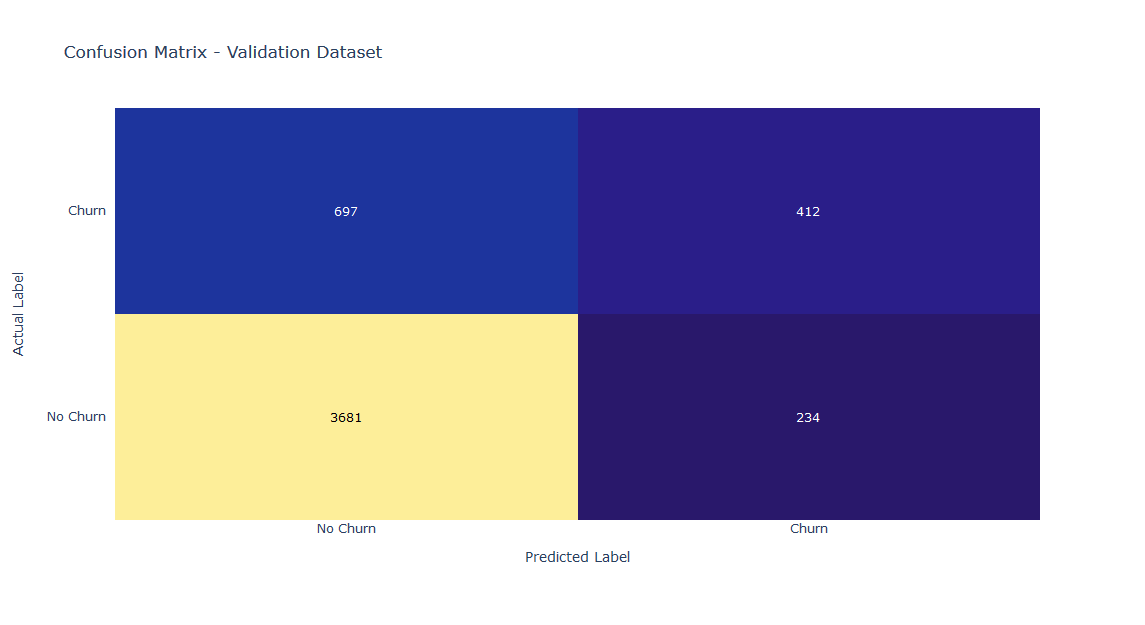 Confusion Matrix - Validation Dataset
Actual Label
Churn
697
412
No Churn
3681
234
No Churn
Churn
Predicted Label